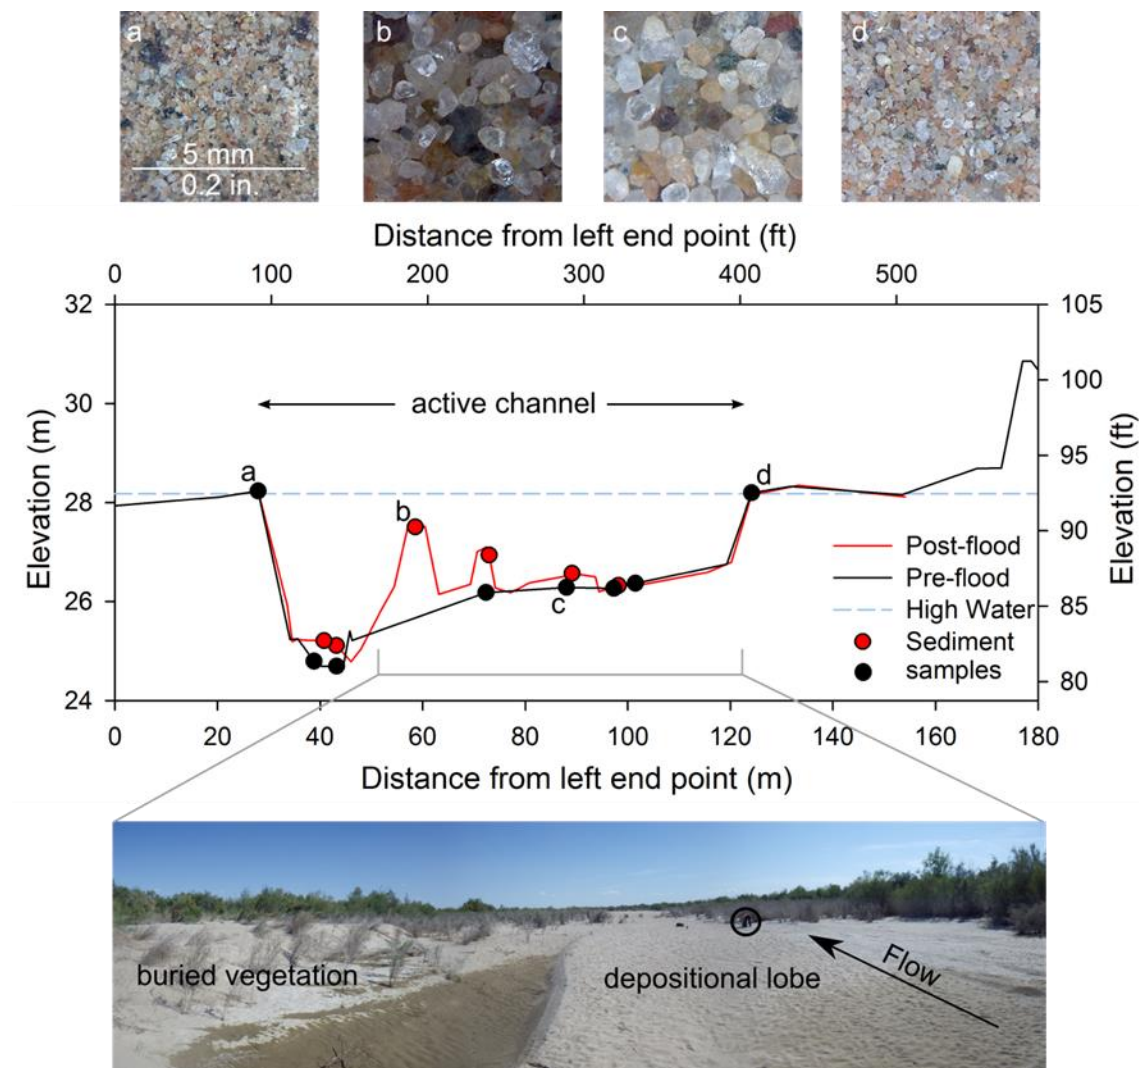 a
b
c
d
5 mm
0.2 in.
Distance from left end point (ft)
0 100 200 300 400 500
32
30
28
26
24
Elevation (m)
105
100
95
90
85
80
Elevation (ft)
active channel
a
b
c
d
Post-flood
Pre-flood
High Water
Sediment
samples
0 20 40 60 80 100 120 140 160 180
Distance from left end point (m)
buried vegetation
depositional lobe
Flow